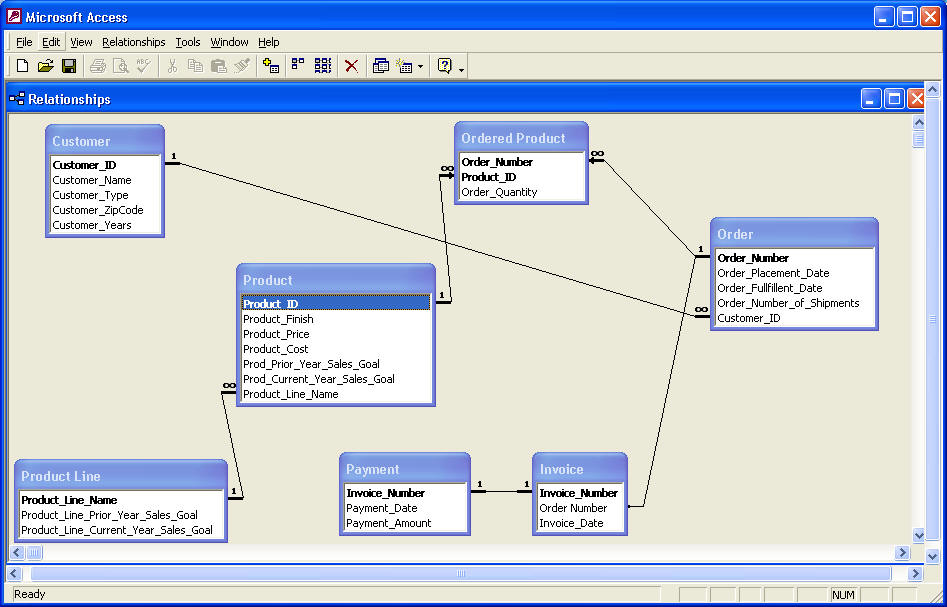 Microsoft Access
File Edit View Relationships Tools Window Help
Relationships
Customer
Customer_ID
Customer_Name
Customer_Type
Customer_ZipCode
Customer_Years
1
Ordered Product
Order_Number
Product_ID
Order_Quantity
∞
∞
Order
Order_Number
Order_Placement_Date
Order_Fullfillent_Date
Order_Number_of_Shipments
Customer_ID
1
∞
Product
Product_ID
Product_Finish
Product_Price
Product_Cost
Prod_Prior_Year_Sales_Goal
Prod_Current_Year_Sales_Goal
Product_Line_Name
1
∞
Product Line
Product_Line_Name
Product_Line_Prior_Year_Sales_Goal
Product_Line_Current_Year_Sales_Goal
1
Payment
Invoice_Number
Payment_Date
Payment_Amount
1
1
Invoice
Invoice_Number
Order Number
Invoice_Date
Ready
NUM